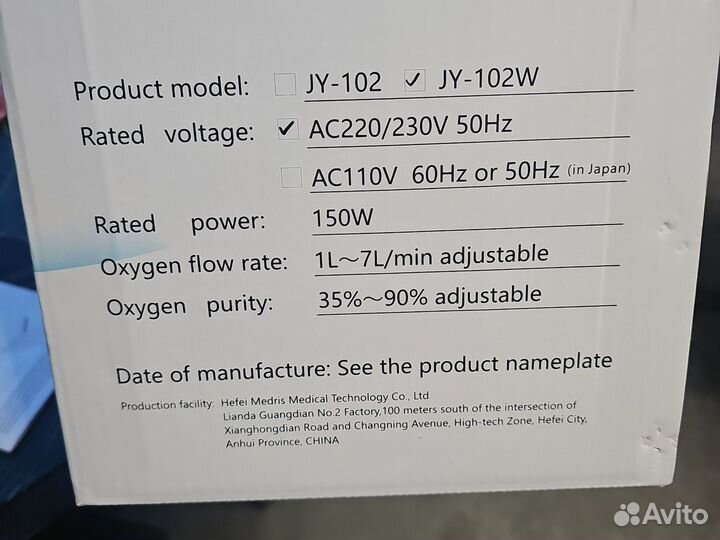 Product model: ☐ JY-102 ☑ JY-102W
Rated voltage: ☑ AC220/230V 50Hz
☐ AC110V 60Hz or 50Hz (in Japan)
Rated power: 150W
Oxygen flow rate: 1L~7L/min adjustable
Oxygen purity: 35%~90% adjustable
Date of manufacture: See the product nameplate
Production facility: Hefei Medris Medical Technology Co., Ltd
Lianda Guangdian No.2 Factory,100 meters south of the intersection of
Xianghongdian Road and Changning Avenue, High-tech Zone, Hefei City,
Anhui Province, CHINA
Avito